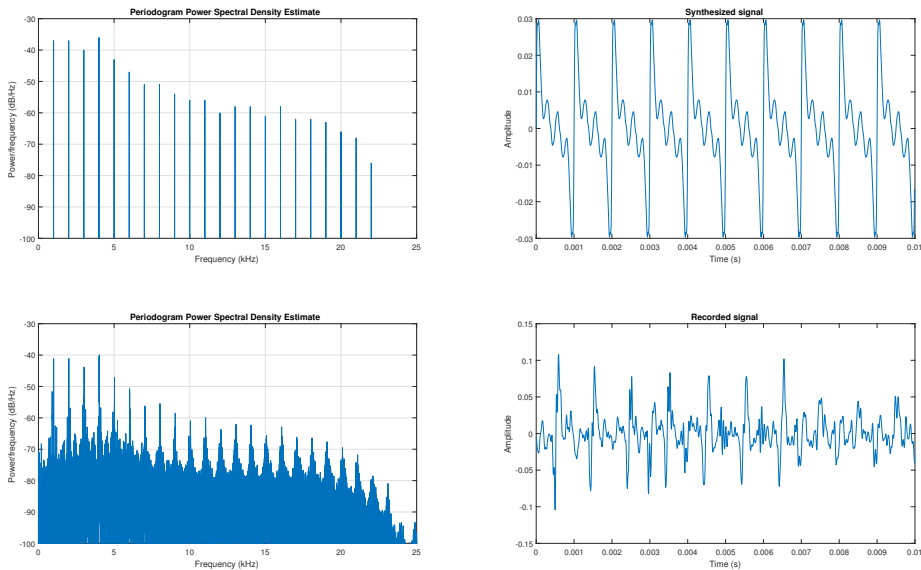 Periodogram Power Spectral Density Estimate
Power/frequency (dB/Hz)
-30
-40
-50
-60
-70
-80
-90
-100
0 5 10 15 20 25
Frequency (kHz)
Synthesized signal
Amplitude
0.03
0.02
0.01
0
-0.01
-0.02
-0.03
0 0.001 0.002 0.003 0.004 0.005 0.006 0.007 0.008 0.009 0.01
Time (s)
Periodogram Power Spectral Density Estimate
Power/frequency (dB/Hz)
-30
-40
-50
-60
-70
-80
-90
-100
0 5 10 15 20 25
Frequency (kHz)
Recorded signal
Amplitude
0.15
0.1
0.05
0
-0.05
-0.1
-0.15
0 0.001 0.002 0.003 0.004 0.005 0.006 0.007 0.008 0.009 0.01
Time (s)